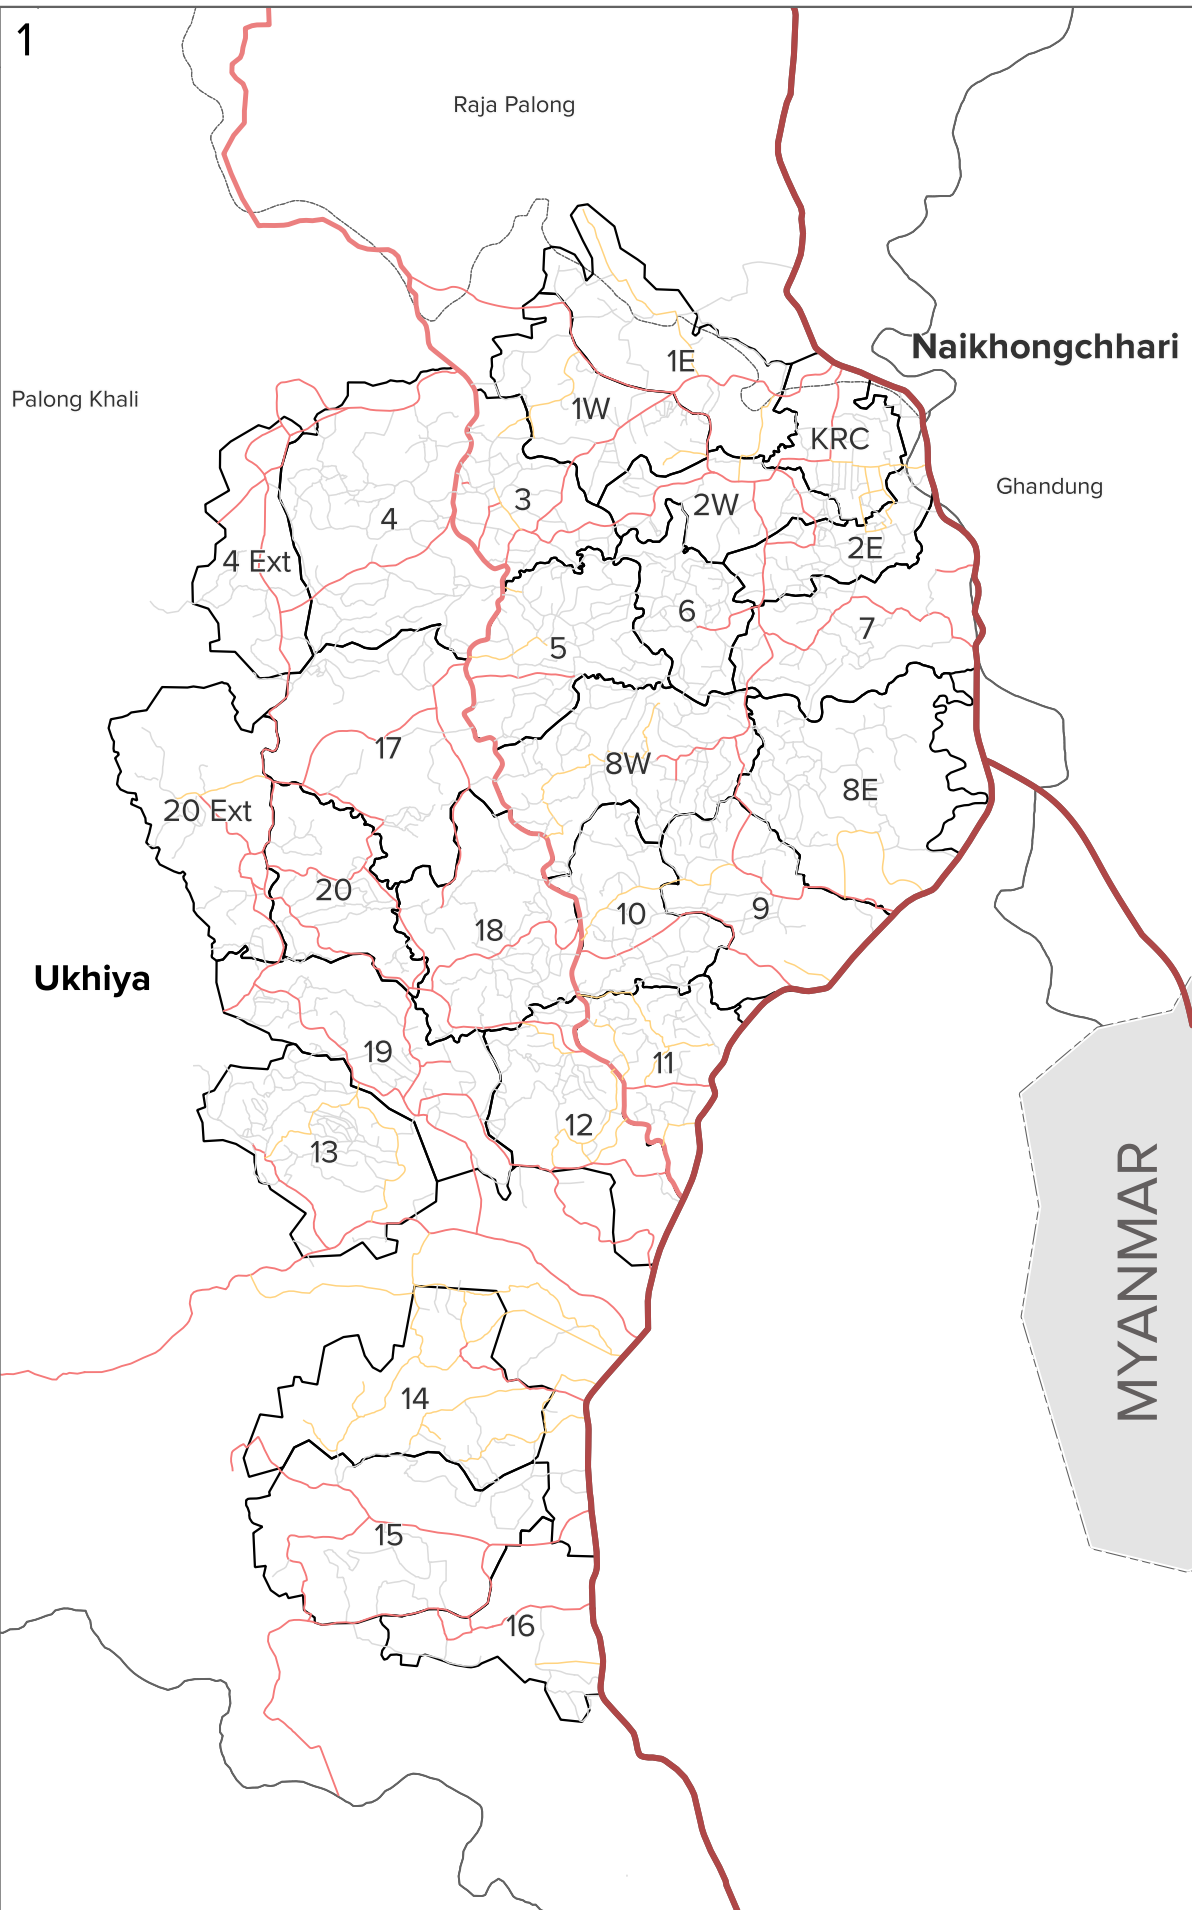 1
Raja Palong
Naikhongchhari
1E
Palong Khali
1W
KRC
Ghandung
3
2W
4
2E
4 Ext
6
7
5
17
8W
8E
20 Ext
20
10
9
18
Ukhiya
19
11
12
13
MYANMAR
14
15
16